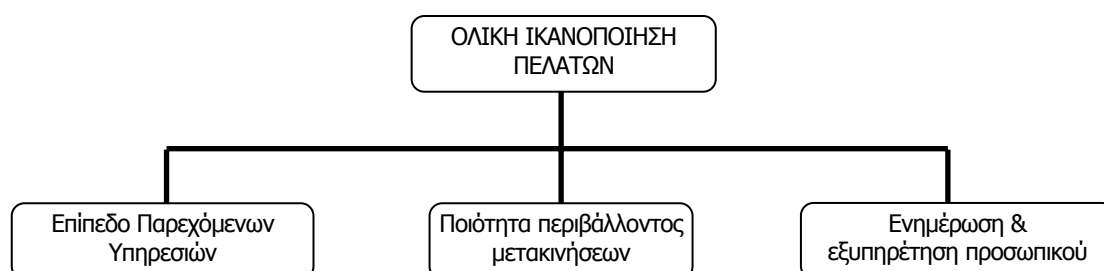 ΟΛΙΚΗ ΙΚΑΝΟΠΟΙΗΣΗ
ΠΕΛΑΤΩΝ
Επίπεδο Παρεχόμενων
Υπηρεσιών
Ποιότητα περιβάλλοντος
μετακινήσεων
Ενημέρωση &
εξυπηρέτηση προσωπικού